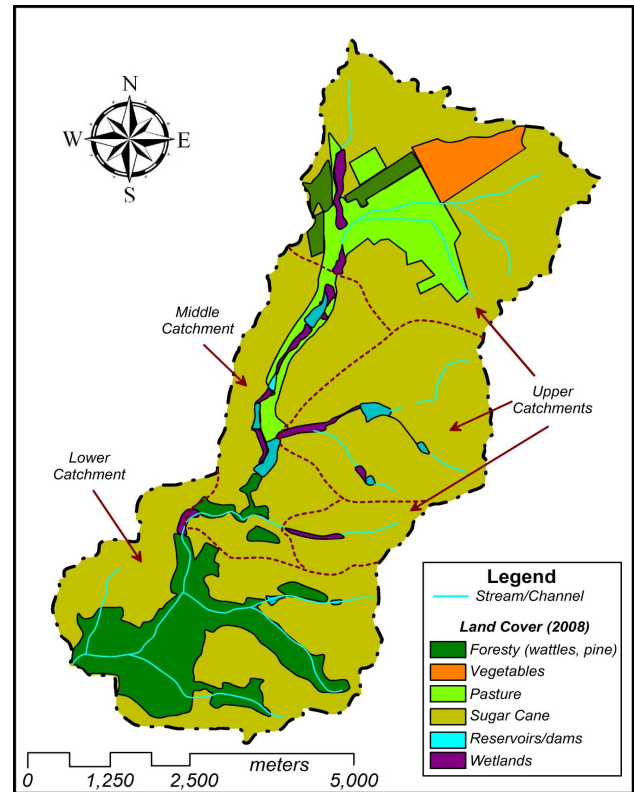 N
W E
S
Middle
Catchment
Upper
Catchments
Lower
Catchment
Legend
Stream/Channel
Land Cover (2008)
Foresty (wattles, pine)
Vegetables
Pasture
Sugar Cane
Reservoirs/dams
Wetlands
meters
0 1,250 2,500 5,000